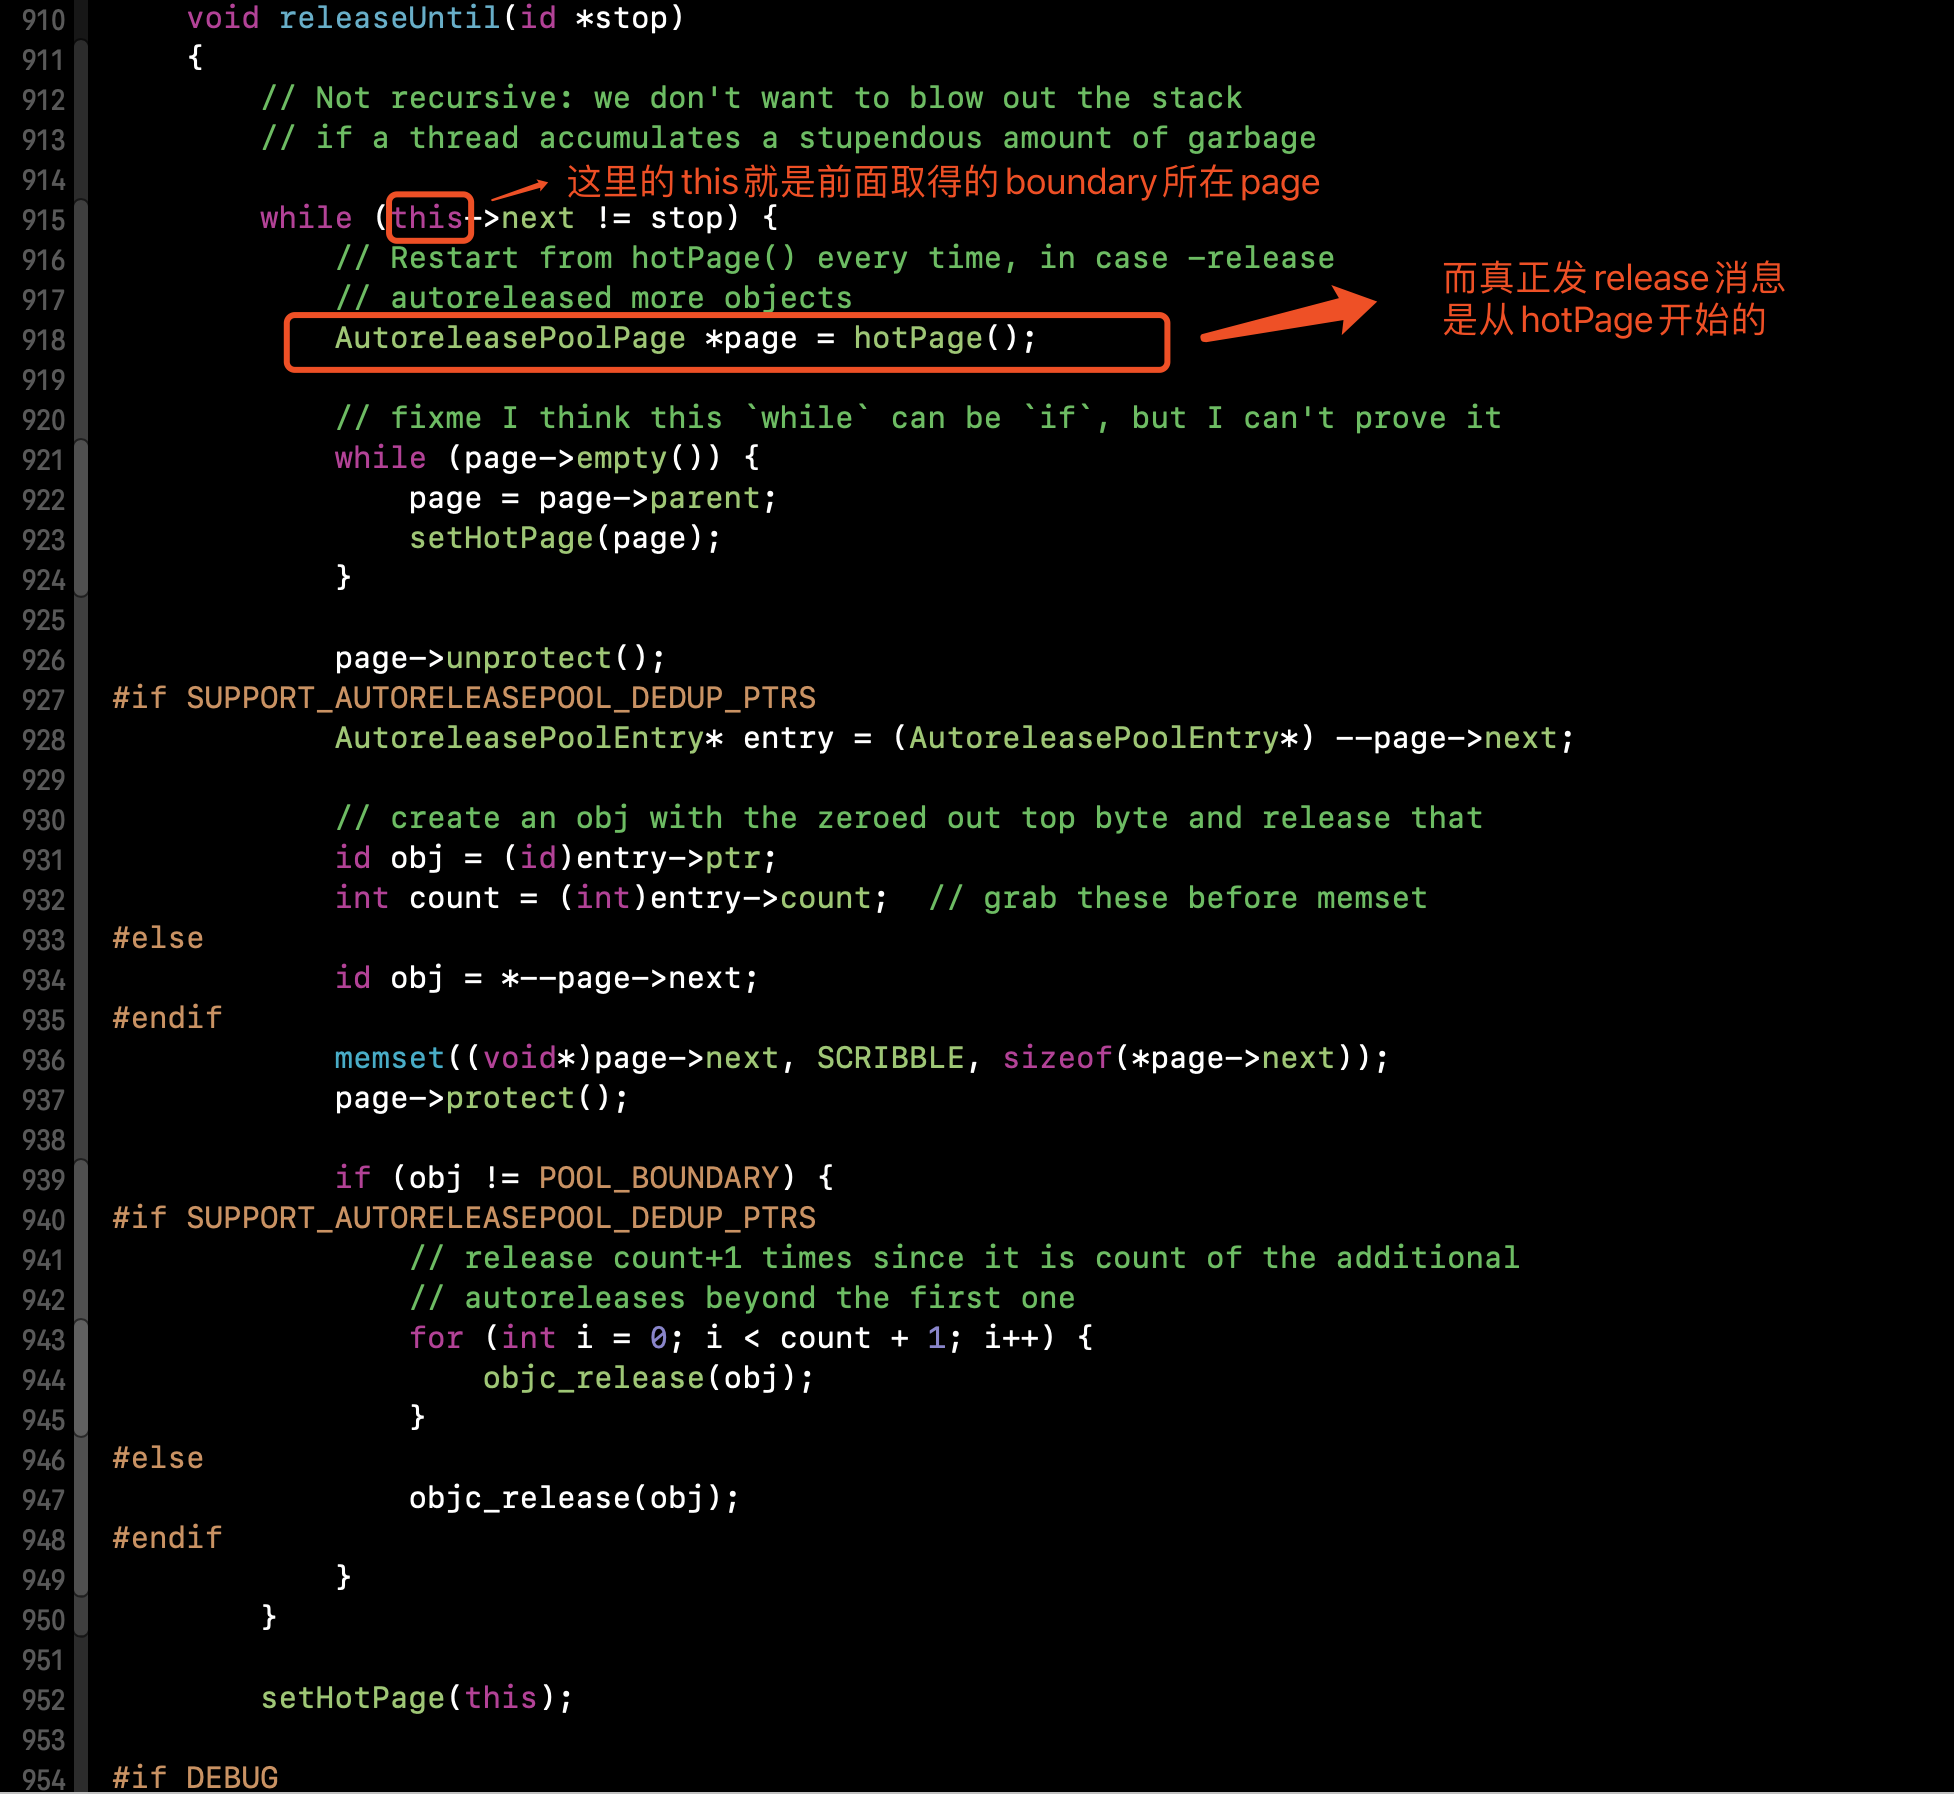 910 void releaseUntil(id *stop)
911 {
912 // Not recursive: we don't want to blow out the stack
913 // if a thread accumulates a stupendous amount of garbage
914
这里的this就是前面取得的boundary所在page
915 while (this->next != stop) {
916 // Restart from hotPage() every time, in case -release
917 // autoreleased more objects
而真正发release消息
是从hotPage开始的
918 AutoreleasePoolPage *page = hotPage();
919
920 // fixme I think this `while` can be `if`, but I can't prove it
921 while (page->empty()) {
922 page = page->parent;
923 setHotPage(page);
924 }
925
926 page->unprotect();
927 #if SUPPORT_AUTORELEASEPOOL_DEDUP_PTRS
928 AutoreleasePoolEntry* entry = (AutoreleasePoolEntry*) --page->next;
929
930 // create an obj with the zeroed out top byte and release that
931 id obj = (id)entry->ptr;
932 int count = (int)entry->count;  // grab these before memset
933 #else
934 id obj = *--page->next;
935 #endif
936 memset((void*)page->next, SCRIBBLE, sizeof(*page->next));
937 page->protect();
938
939 if (obj != POOL_BOUNDARY) {
940 #if SUPPORT_AUTORELEASEPOOL_DEDUP_PTRS
941 // release count+1 times since it is count of the additional
942 // autoreleases beyond the first one
943 for (int i = 0; i < count + 1; i++) {
944 objc_release(obj);
945 }
946 #else
947 objc_release(obj);
948 #endif
949 }
950 }
951
952 setHotPage(this);
953
954 #if DEBUG